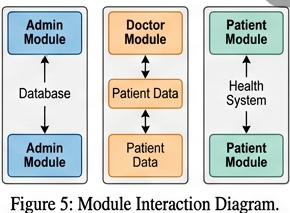 Admin
Module
Database
Admin
Module
Doctor
Module
Patient Data
Patient
Data
Patient
Module
Health
System
Patient
Module
Figure 5: Module Interaction Diagram.